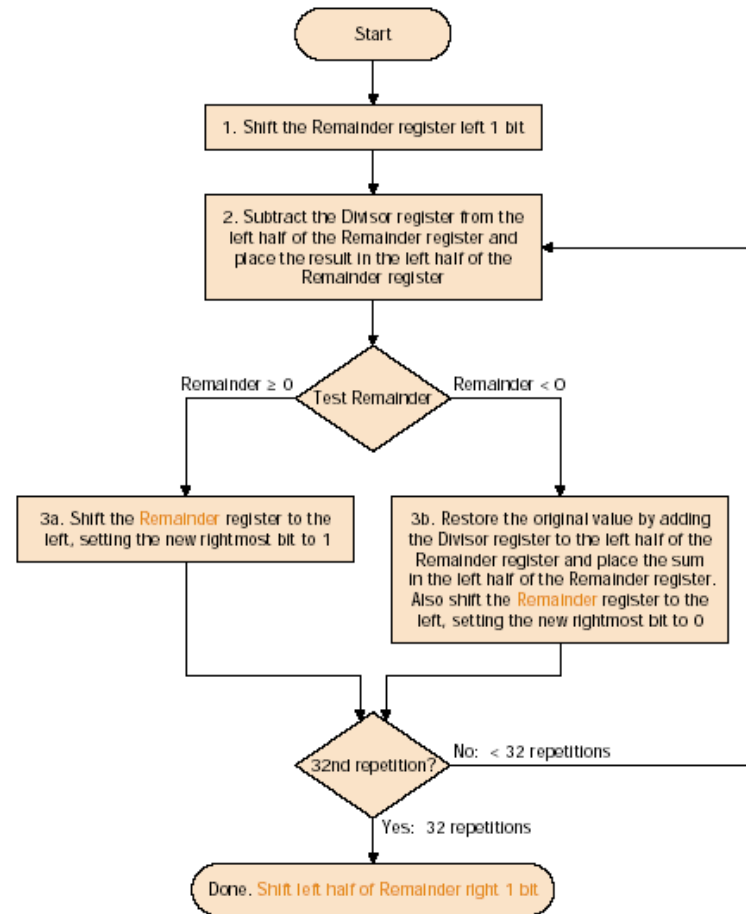 Start
1. Shift the Remainder register left 1 bit
2. Subtract the Divisor register from the
left half of the Remainder register and
place the result in the left half of the
Remainder register
Remainder ≥ 0
Remainder < 0
Test Remainder
3a. Shift the Remainder register to the
left, setting the new rightmost bit to 1
3b. Restore the original value by adding
the Divisor register to the left half of the
Remainder register and place the sum
in the left half of the Remainder register.
Also shift the Remainder register to the
left, setting the new rightmost bit to 0
32nd repetition?
No: < 32 repetitions
Yes: 32 repetitions
Done. Shift left half of Remainder right 1 bit